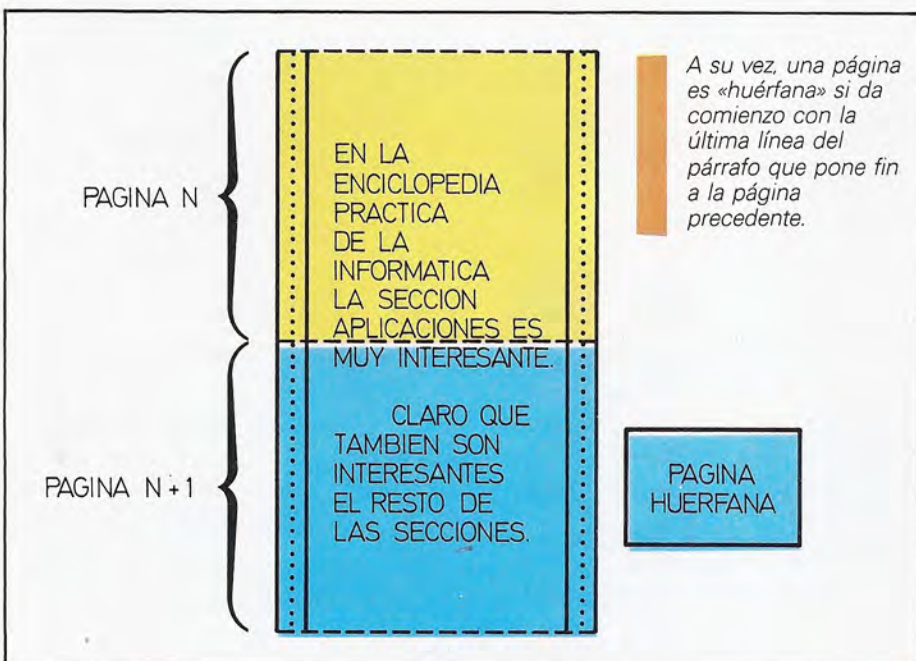 A su vez, una página
es «huérfana» si da
comienzo con la
última línea del
párrafo que pone fin
a la página
precedente.
PAGINA N
EN LA
ENCICLOPEDIA
PRACTICA
DE LA
INFORMATICA
LA SECCION
APLICACIONES ES
MUY INTERESANTE.
CLARO QUE
TAMBIEN SON
INTERESANTES
EL RESTO DE
LAS SECCIONES.
PAGINA N+1
PAGINA
HUERFANA